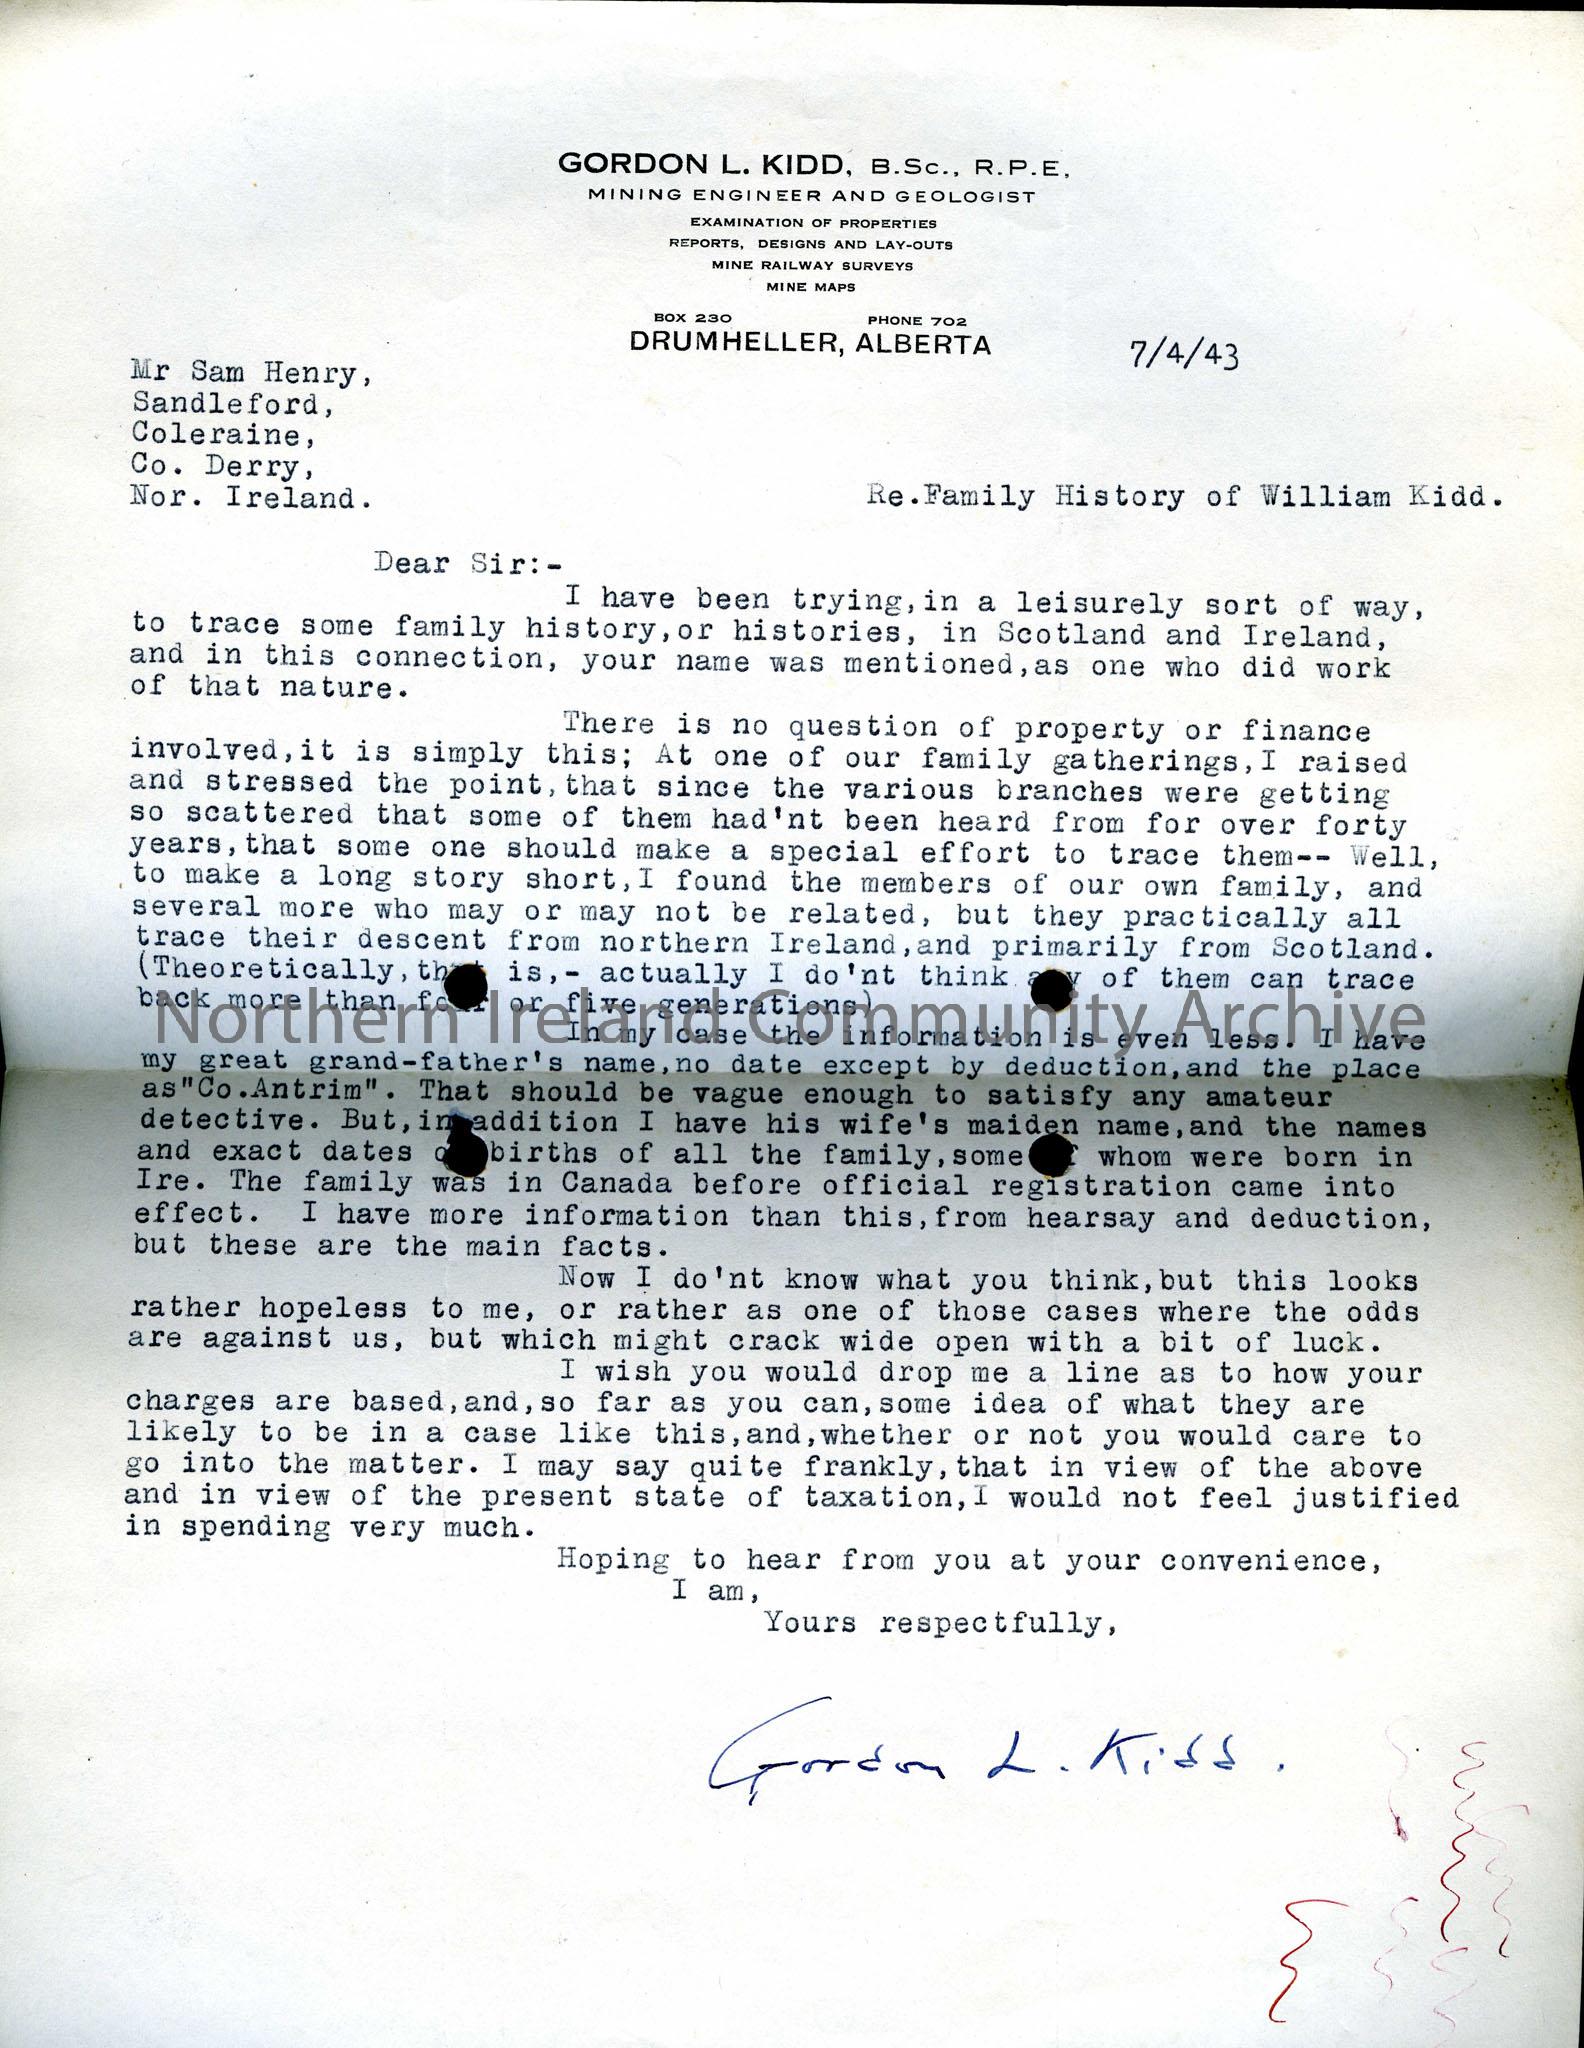 GORDON L. KIDD, B.Sc., R.P.E,
MINING ENGINEER AND GEOLOGIST
EXAMINATION OF PROPERTIES
REPORTS, DESIGNS AND LAY-OUTS
MINE RAILWAY SURVEYS
MINE MAPS
BOX 230 PHONE 702
DRUMHELLER, ALBERTA
7/4/43
Mr Sam Henry,
Sandleford,
Coleraine,
Co. Derry,
Nor. Ireland.
Re.Family History of William Kidd.
Dear Sir:-
I have been trying,in a leisurely sort of way,
to trace some family history,or histories, in Scotland and Ireland,
and in this connection, your name was mentioned,as one who did work
of that nature.
There is no question of property or finance
involved,it is simply this; At one of our family gatherings,I raised
and stressed the point,that since the various branches were getting
so scattered that some of them had'nt been heard from for over forty
years,that some one should make a special effort to trace them-- Well,
to make a long story short,I found the members of our own family, and
several more who may or may not be related, but they practically all
trace their descent from northern Ireland,and primarily from Scotland.
(Theoretically,that is,- actually I do'nt think any of them can trace
back more than four or five generations)
Northern Ireland Community Archive
In my case the information is even less. I have
my great grand-father's name,no date except by deduction,and the place
as"Co.Antrim". That should be vague enough to satisfy any amateur
detective. But,in addition I have his wife's maiden name,and the names
and exact dates of births of all the family,some of whom were born in
Ire. The family was in Canada before official registration came into
effect. I have more information than this,from hearsay and deduction,
but these are the main facts.
Now I do'nt know what you think,but this looks
rather hopeless to me, or rather as one of those cases where the odds
are against us, but which might crack wide open with a bit of luck.
I wish you would drop me a line as to how your
charges are based,and,so far as you can,some idea of what they are
likely to be in a case like this,and,whether or not you would care to
go into the matter. I may say quite frankly,that in view of the above
and in view of the present state of taxation,I would not feel justified
in spending very much.
Hoping to hear from you at your convenience,
I am,
Yours respectfully,
Gordon L. Kidd.